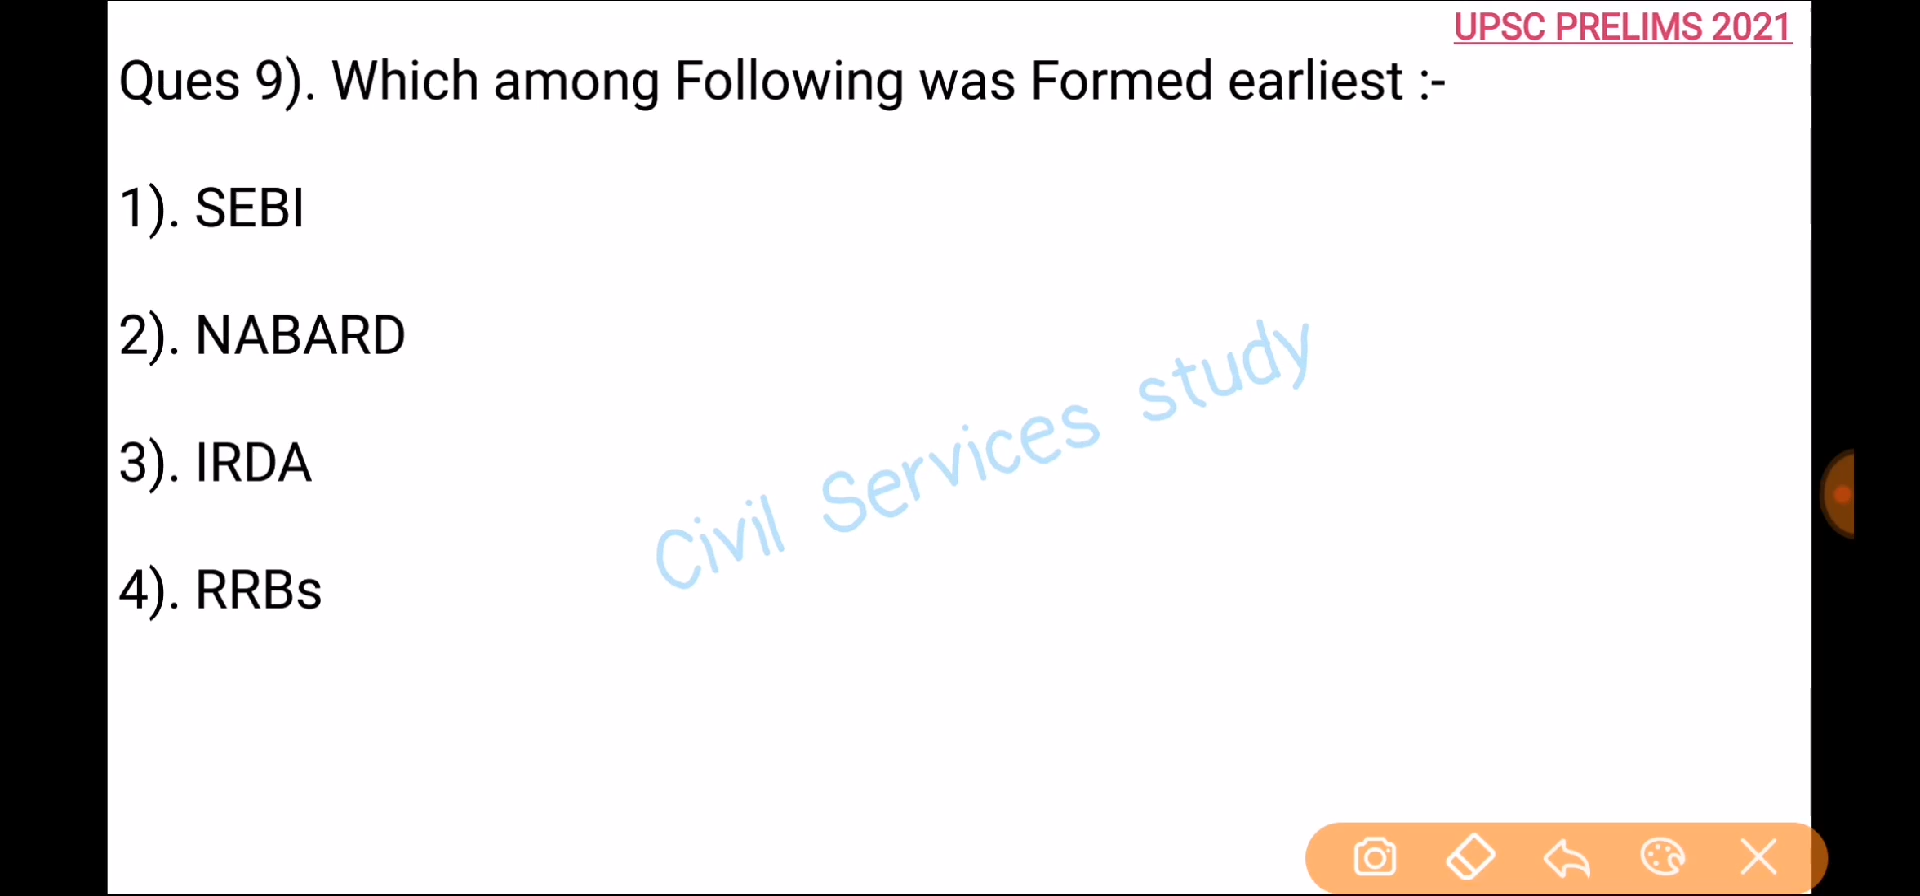 UPSC PRELIMS 2021
Ques 9). Which among Following was Formed earliest :-
1). SEBI
2). NABARD
3). IRDA
4). RRBs
Civil Services study